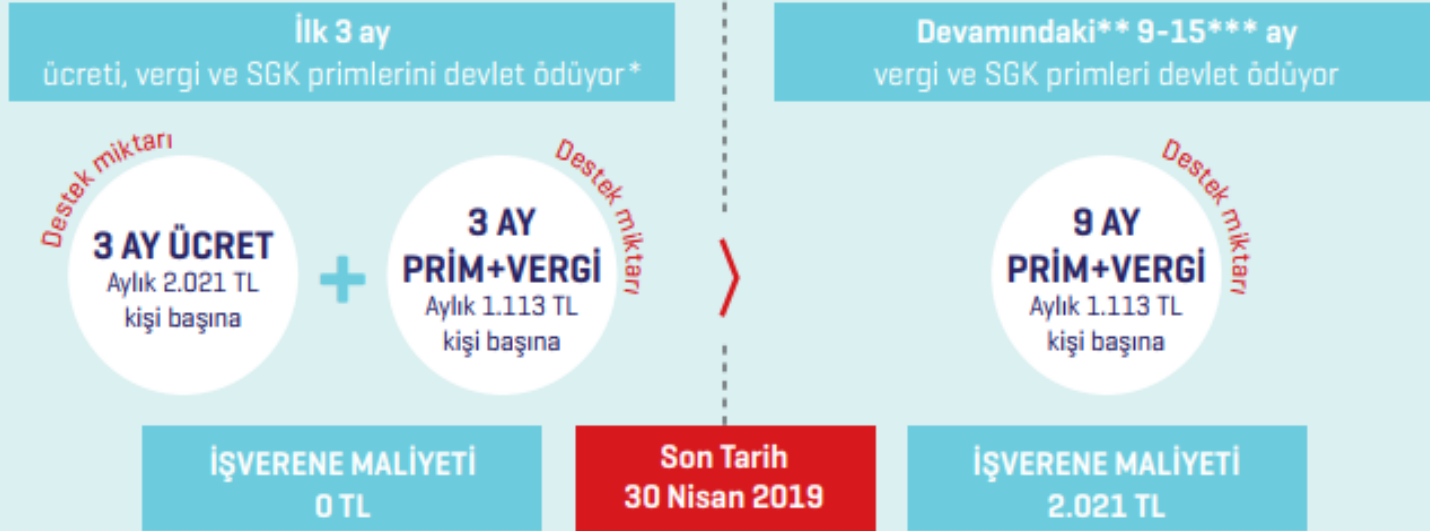 İlk 3 ay
ücreti, vergi ve SGK primlerini devlet ödüyor*
Destek miktarı
3 AY ÜCRET
Aylık 2.021 TL
kişi başına
+
Destek miktarı
3 AY
PRİM+VERGİ
Aylık 1.113 TL
kişi başına
İŞVERENE MALİYETİ
0 TL
Son Tarih
30 Nisan 2019
Devamındaki** 9-15*** ay
vergi ve SGK primleri devlet ödüyor
Destek miktarı
9 AY
PRİM+VERGİ
Aylık 1.113 TL
kişi başına
İŞVERENE MALİYETİ
2.021 TL